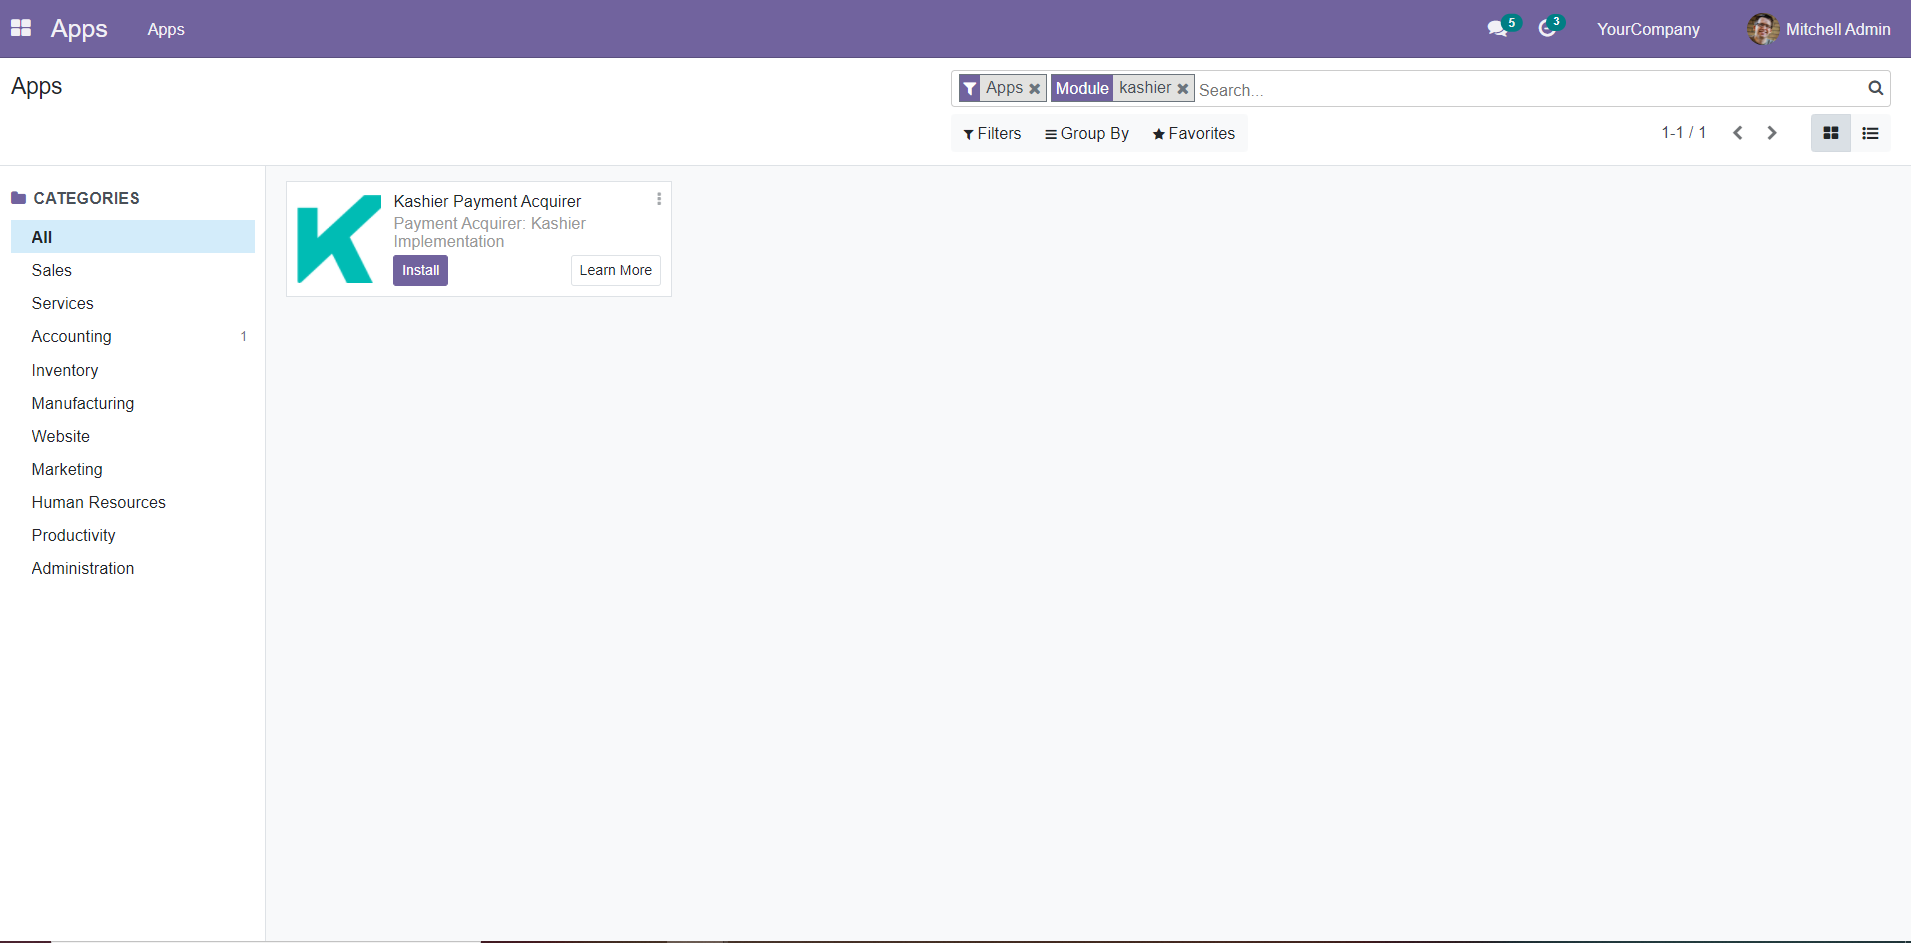 Apps Apps 5 3 YourCompany Mitchell Admin
Apps
Apps Module kashier Search...
Filters Group By Favorites 1-1 / 1
CATEGORIES
All
Sales
Services
Accounting 1
Inventory
Manufacturing
Website
Marketing
Human Resources
Productivity
Administration
Kashier Payment Acquirer
Payment Acquirer: Kashier
Implementation
Install Learn More